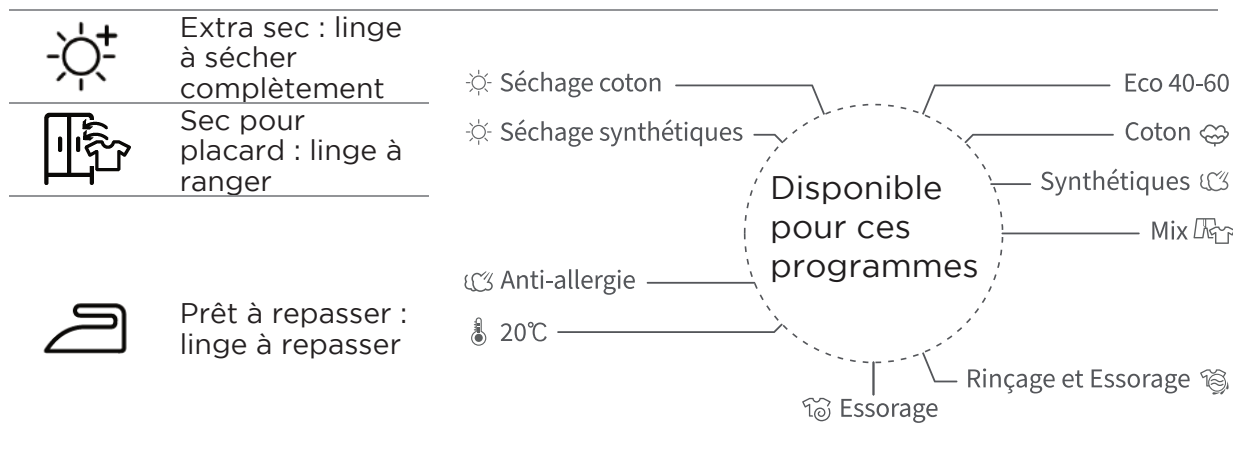 Extra sec : linge
à sécher
complètement
Sec pour
placard : linge à
ranger
Prêt à repasser :
linge à repasser
Séchage coton
Séchage synthétiques
Anti-allergie
20℃
Disponible
pour ces
programmes
Eco 40-60
Coton
Synthétiques
Mix
Rinçage et Essorage
Essorage